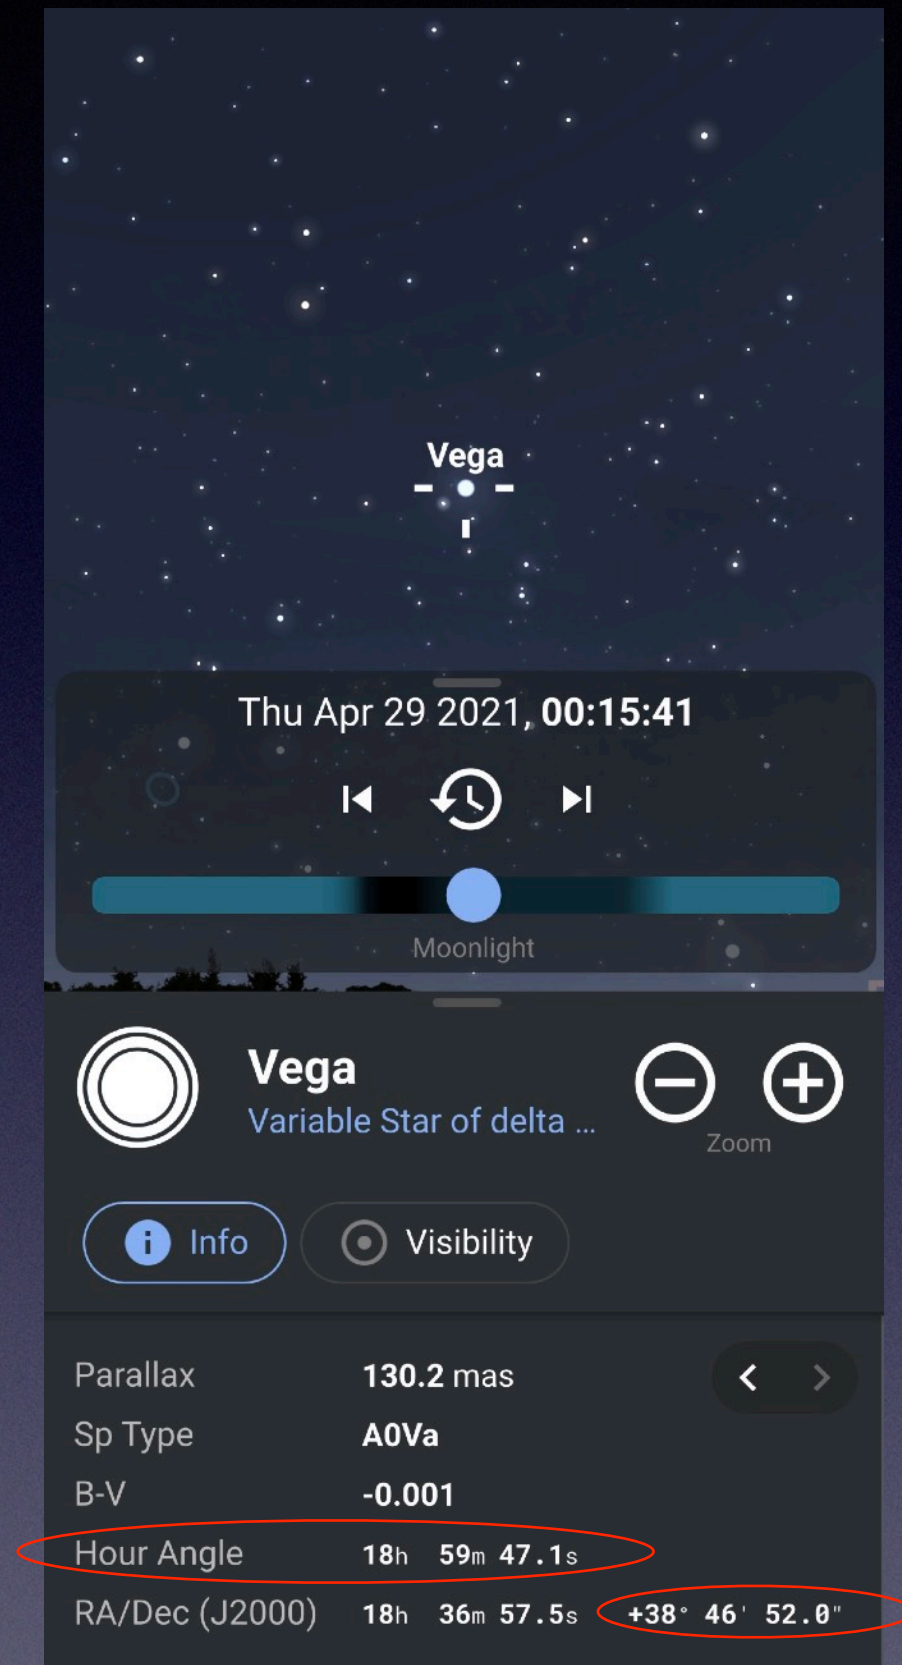 Vega
Thu Apr 29 2021, 00:15:41
Moonlight
Vega
Variable Star of delta ...
Zoom
i Info
Visibility
Parallax 130.2 mas
Sp Type A0Va
B-V -0.001
Hour Angle 18h 59m 47.1s
RA/Dec (J2000) 18h 36m 57.5s +38° 46' 52.0"